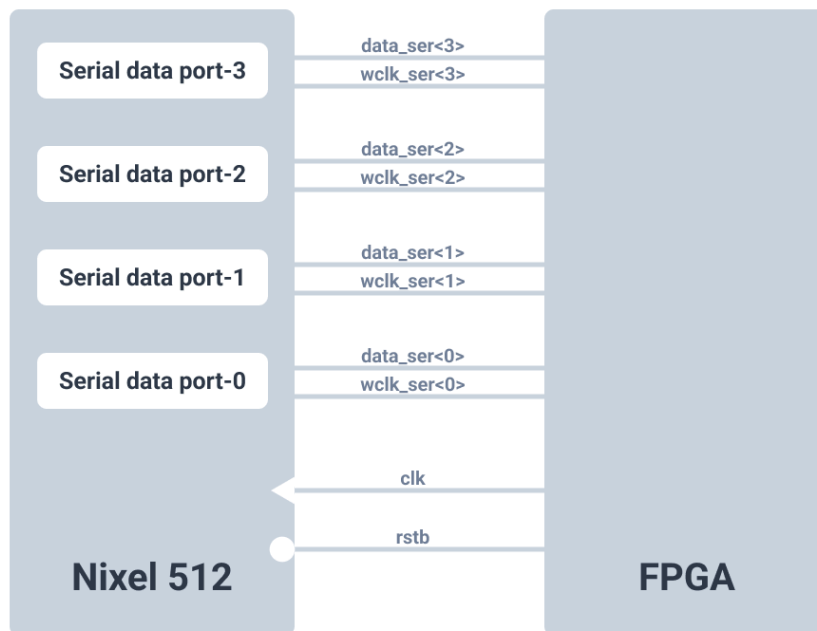 Serial data port-3
data_ser<3>
wclk_ser<3>
Serial data port-2
data_ser<2>
wclk_ser<2>
Serial data port-1
data_ser<1>
wclk_ser<1>
Serial data port-0
data_ser<0>
wclk_ser<0>
clk
rstb
Nixel 512
FPGA